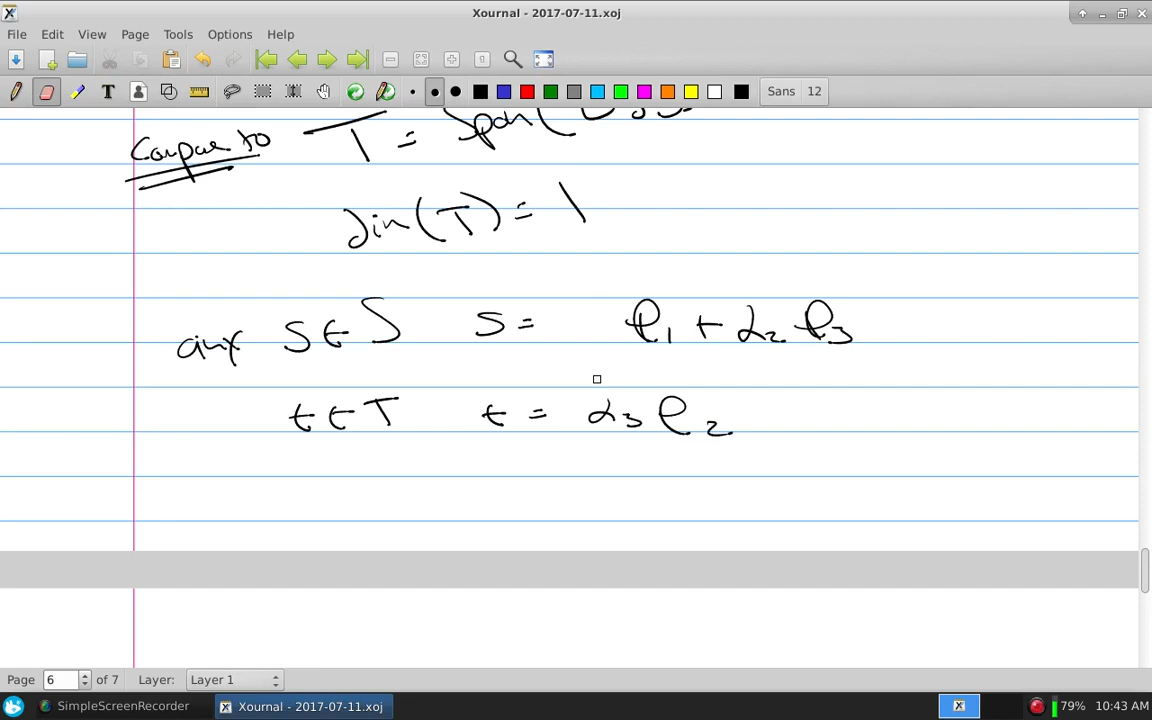 Xournal - 2017-07-11.xoj
File Edit View Page Tools Options Help
Sans 12
Compare to T = Span(
dim(T) = 1
any s ∈ S s = e₁ + α₂ e₃
t ∈ T t = α₃ e₂
Page 6 of 7 Layer: Layer 1
SimpleScreenRecorder Xournal - 2017-07-11.xoj 79% 10:43 AM